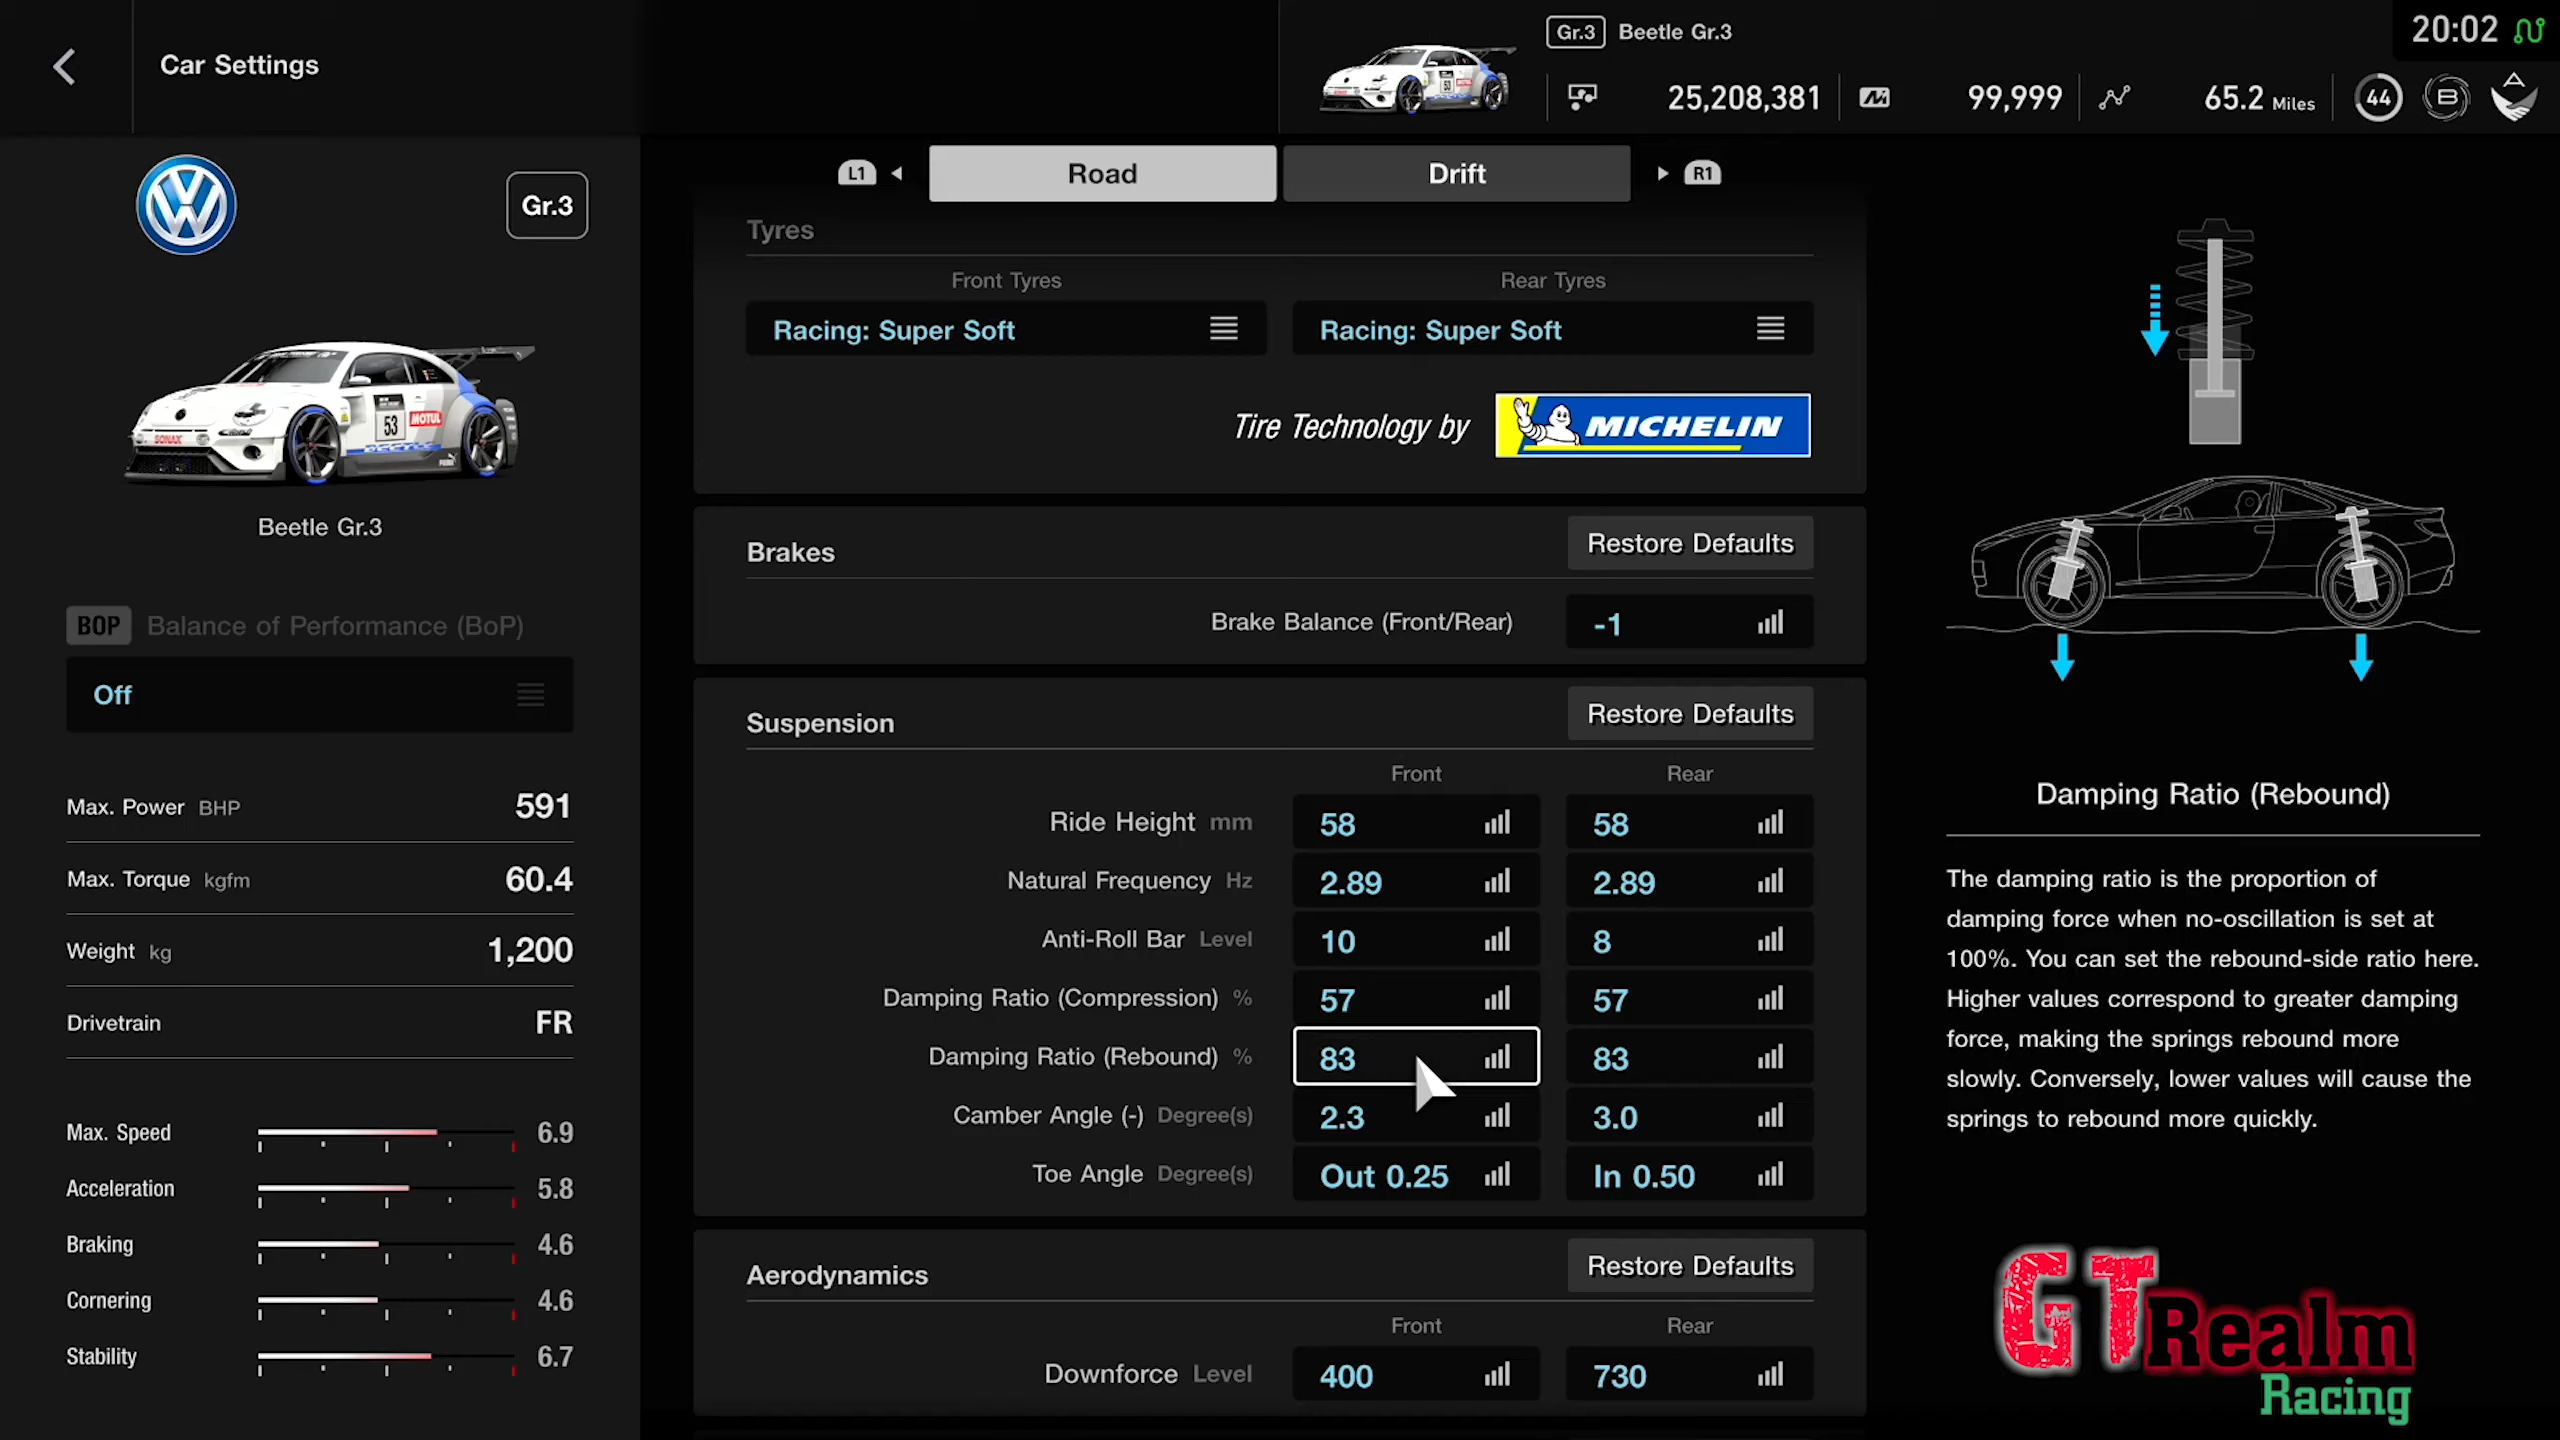 Car Settings
Gr.3 Beetle Gr.3
20:02
25,208,381 99,999 65.2 Miles 44 B A
L1 Road Drift R1
Gr.3
53 MOTUL
SONAX
BEETLE
Beetle Gr.3
BOP Balance of Performance (BoP)
Off
Max. Power BHP 591
Max. Torque kgfm 60.4
Weight kg 1,200
Drivetrain FR
Max. Speed 6.9
Acceleration 5.8
Braking 4.6
Cornering 4.6
Stability 6.7
Tyres
Front Tyres Rear Tyres
Racing: Super Soft Racing: Super Soft
Tire Technology by MICHELIN
Brakes Restore Defaults
Brake Balance (Front/Rear) -1
Suspension Restore Defaults
Front Rear
Ride Height mm 58 58
Natural Frequency Hz 2.89 2.89
Anti-Roll Bar Level 10 8
Damping Ratio (Compression) % 57 57
Damping Ratio (Rebound) % 83 83
Camber Angle (-) Degree(s) 2.3 3.0
Toe Angle Degree(s) Out 0.25 In 0.50
Aerodynamics Restore Defaults
Front Rear
Downforce Level 400 730
Damping Ratio (Rebound)
The damping ratio is the proportion of
damping force when no-oscillation is set at
100%. You can set the rebound-side ratio here.
Higher values correspond to greater damping
force, making the springs rebound more
slowly. Conversely, lower values will cause the
springs to rebound more quickly.
GT Realm
Racing